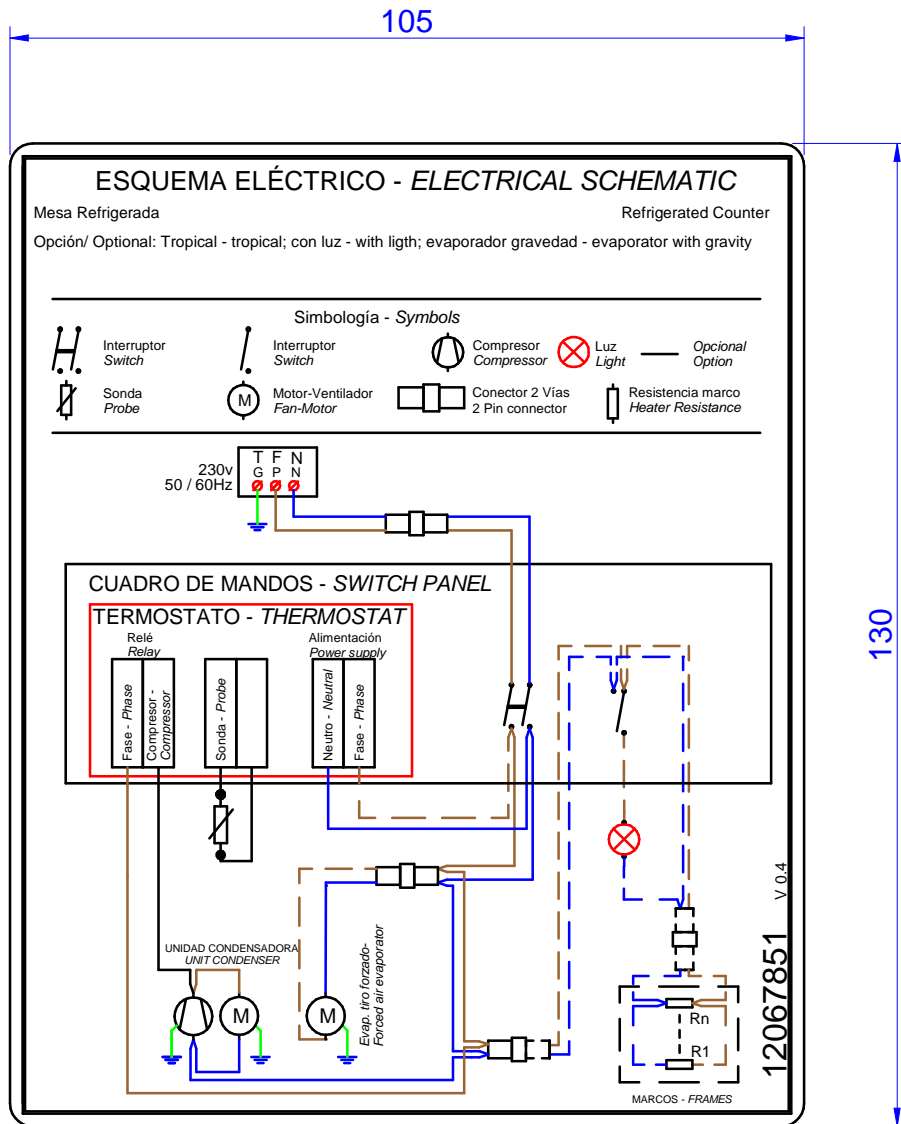 105
130
ESQUEMA ELÉCTRICO - ELECTRICAL SCHEMATIC
Mesa Refrigerada
Refrigerated Counter
Opción/ Optional: Tropical - tropical; con luz - with ligth; evaporador gravedad - evaporator with gravity
Simbología - Symbols
Interruptor
Switch
Interruptor
Switch
Compresor
Compressor
Luz
Light
Opcional
Option
Sonda
Probe
M
Motor-Ventilador
Fan-Motor
Conector 2 Vías
2 Pin connector
Resistencia marco
Heater Resistance
230v
50 / 60Hz
T F N
G P N
CUADRO DE MANDOS - SWITCH PANEL
TERMOSTATO - THERMOSTAT
Relé
Relay
Alimentación
Power supply
Fase - Phase
Compresor -
Compressor
Sonda - Probe
Neutro - Neutral
Fase - Phase
UNIDAD CONDENSADORA
UNIT CONDENSER
M
M
Evap. tiro forzado-
Forced air evaporator
Rn
R1
MARCOS - FRAMES
12067851
V 0.4